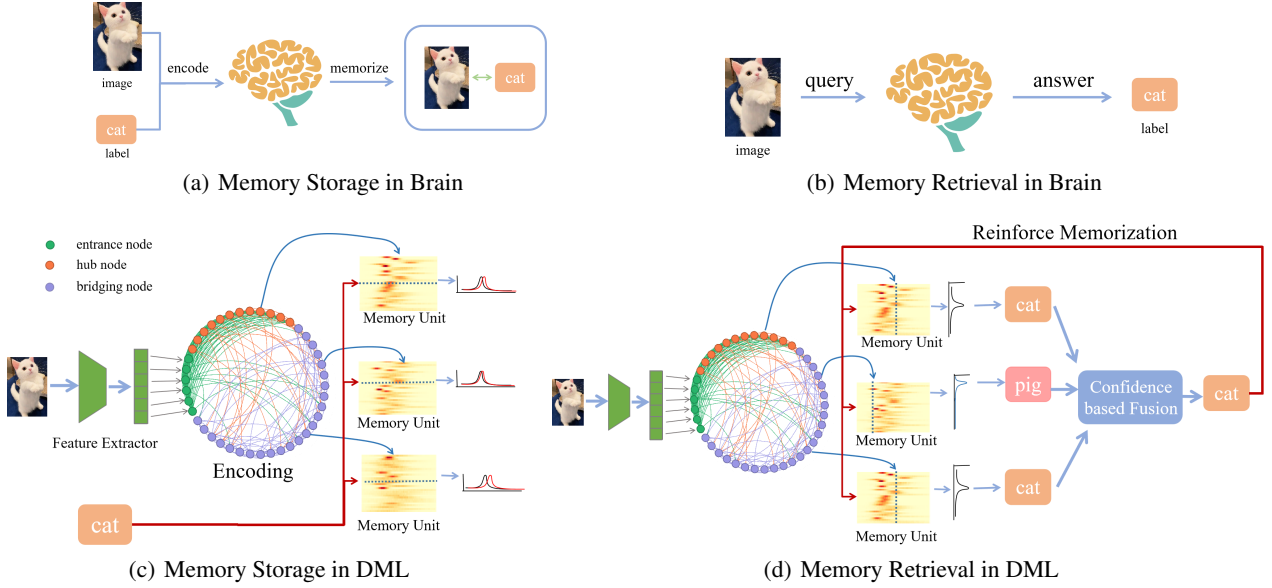 image
encode
memorize
cat
cat
label
(a) Memory Storage in Brain
query
answer
cat
image
label
(b) Memory Retrieval in Brain
entrance node
hub node
bridging node
Memory Unit
Memory Unit
Feature Extractor
Encoding
cat
Memory Unit
(c) Memory Storage in DML
Reinforce Memorization
cat
Memory Unit
pig
Confidence
based Fusion
cat
Memory Unit
cat
Memory Unit
(d) Memory Retrieval in DML